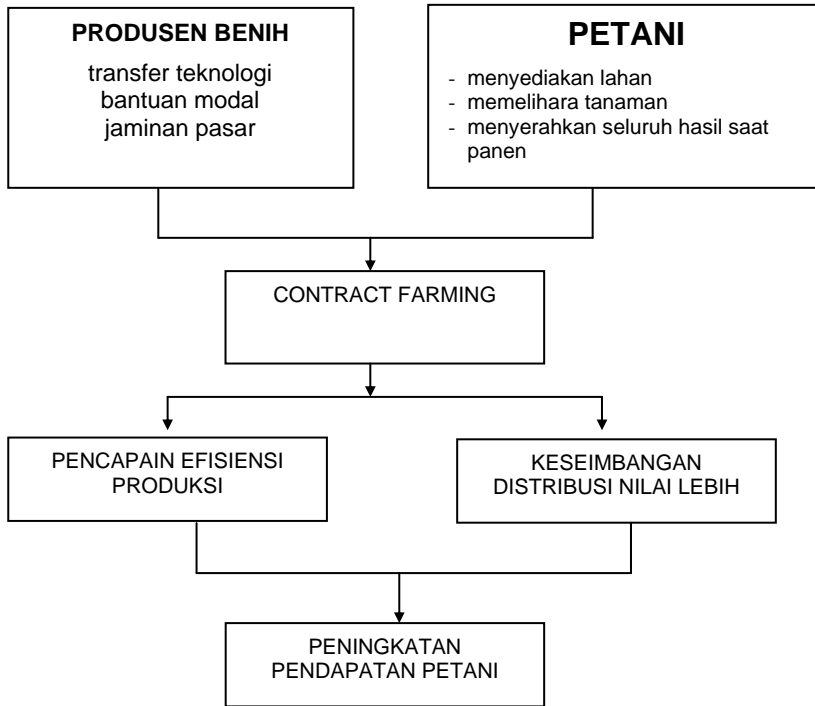 PRODUSEN BENIH
transfer teknologi
bantuan modal
jaminan pasar
PETANI
- menyediakan lahan
- memelihara tanaman
- menyerahkan seluruh hasil saat
panen
CONTRACT FARMING
PENCAPAIN EFISIENSI
PRODUKSI
KESEIMBANGAN
DISTRIBUSI NILAI LEBIH
PENINGKATAN
PENDAPATAN PETANI